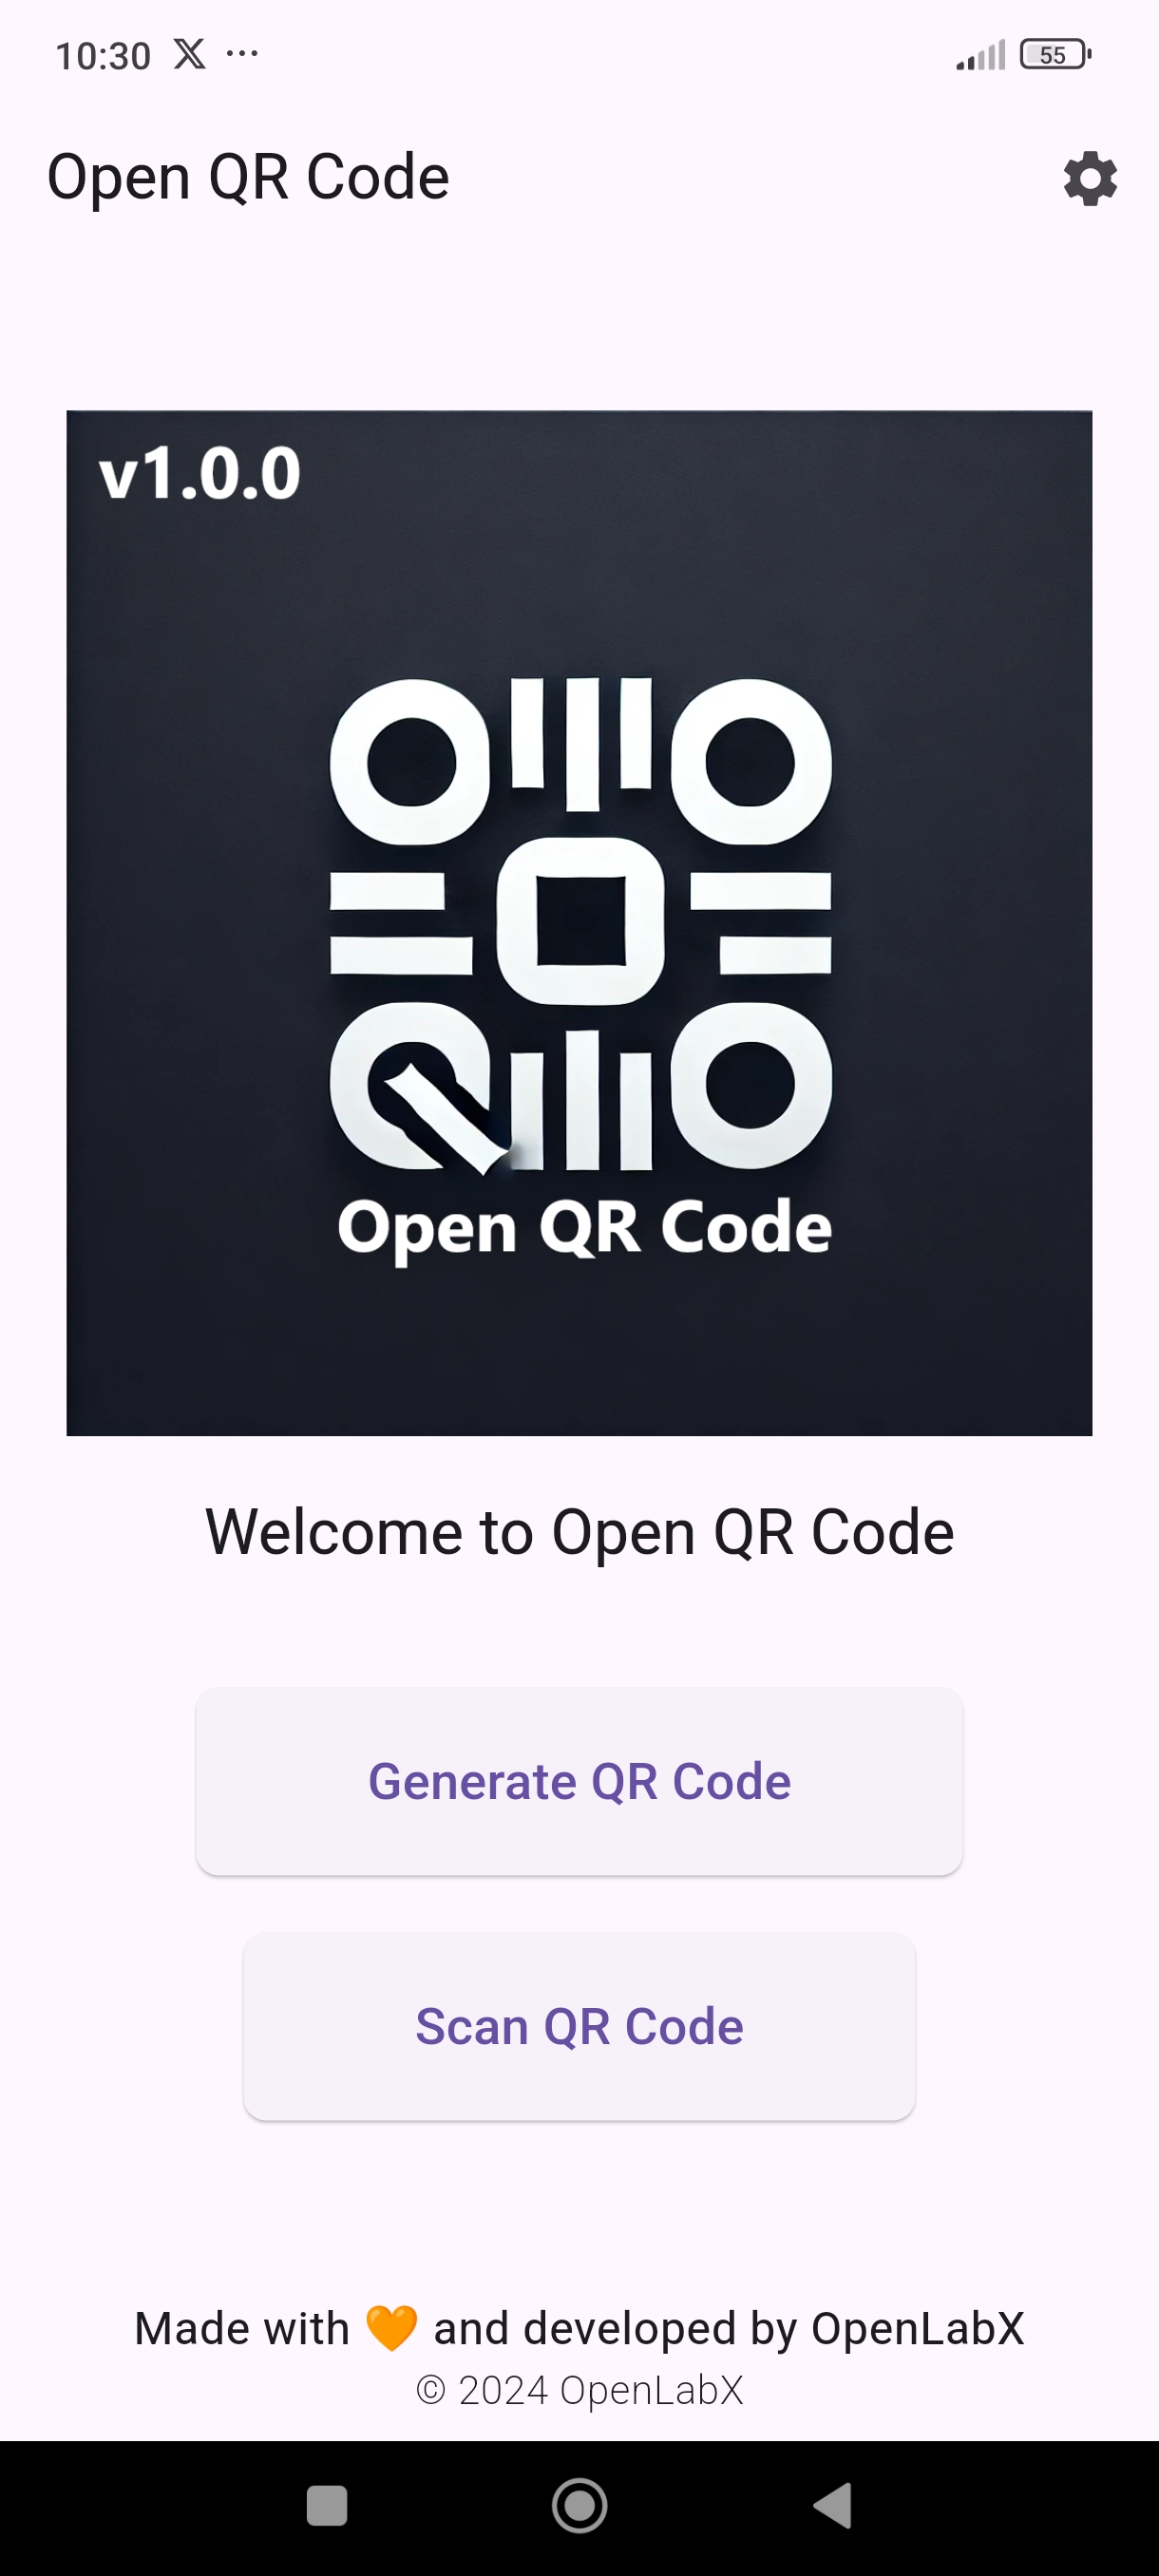 10:30
55
Open QR Code
v1.0.0
Open QR Code
Welcome to Open QR Code
Generate QR Code
Scan QR Code
Made with 🧡 and developed by OpenLabX
© 2024 OpenLabX